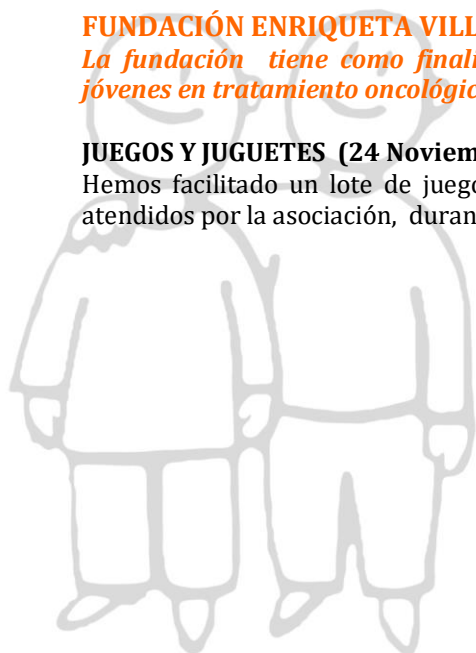 FUNDACIÓN ENRIQUETA VILL
La fundación tiene como finali
jóvenes en tratamiento oncológic
JUEGOS Y JUGUETES (24 Noviem
Hemos facilitado un lote de juego
atendidos por la asociación, duran